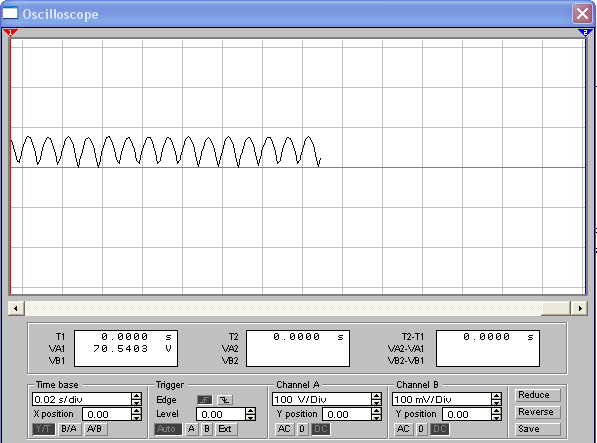 Oscilloscope
1 2
T1 0.0000 s T2 0.0000 s T2-T1 0.0000 s
VA1 70.5403 V VA2 VA2-VA1
VB1 VB2 VB2-VB1
Time base Trigger Channel A Channel B
0.02 s/div Edge 100 V/Div 100 mV/Div Reduce
X position 0.00 Level 0.00 Y position 0.00 Y position 0.00 Reverse
Y/T B/A A/B Auto A B Ext AC 0 DC AC 0 DC Save